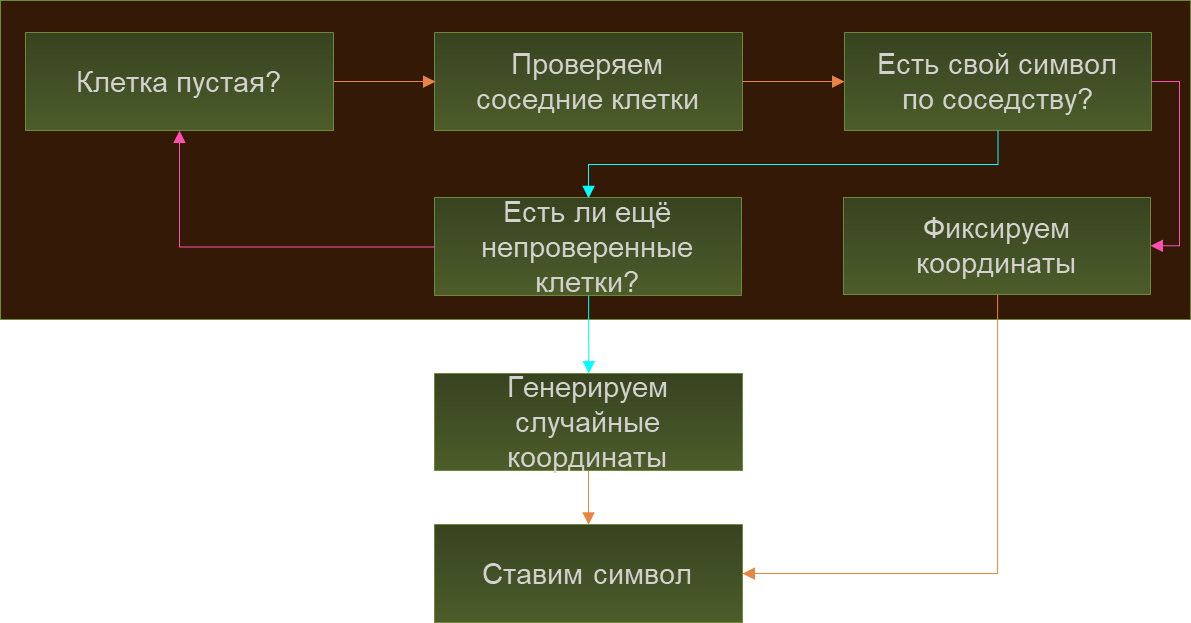 Клетка пустая?
Проверяем
соседние клетки
Есть свой символ
по соседству?
Есть ли ещё
непроверенные
клетки?
Фиксируем
координаты
Генерируем
случайные
координаты
Ставим символ